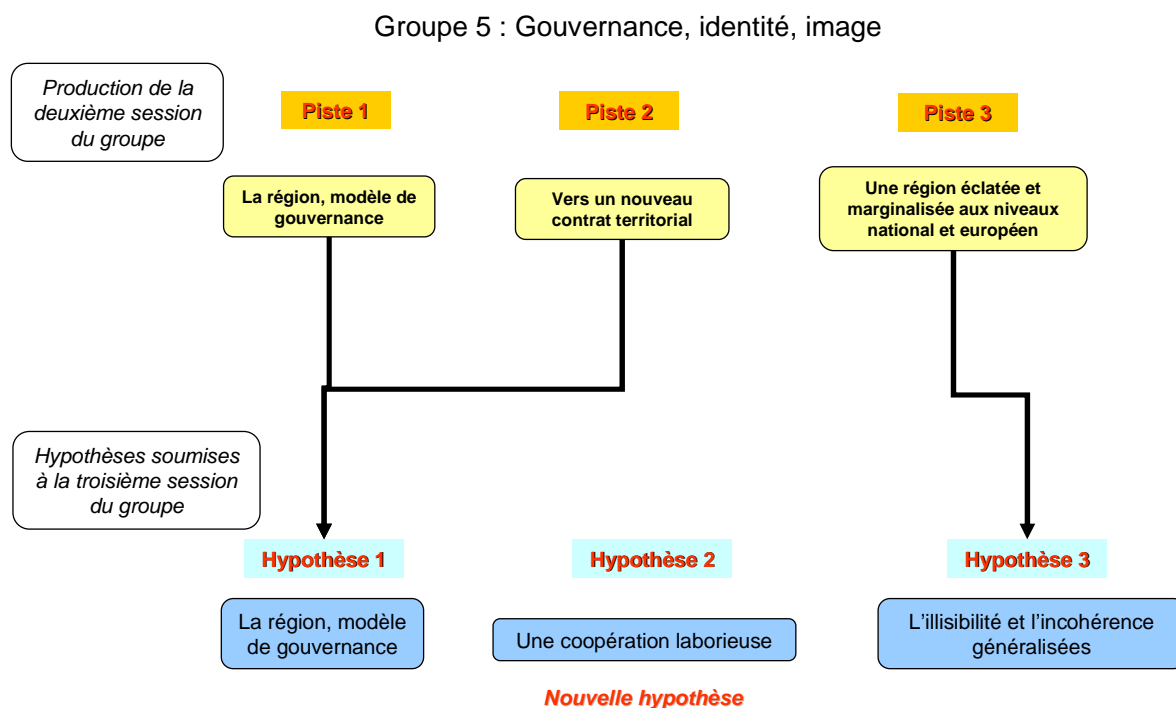 Groupe 5 : Gouvernance, identité, image
Production de la
deuxième session
du groupe
Piste 1
Piste 2
Piste 3
La région, modèle de
gouvernance
Vers un nouveau
contrat territorial
Une région éclatée et
marginalisée aux niveaux
national et européen
Hypothèses soumises
à la troisième session
du groupe
Hypothèse 1
Hypothèse 2
Hypothèse 3
La région, modèle
de gouvernance
Une coopération laborieuse
L'illisibilité et l'incohérence
généralisées
Nouvelle hypothèse